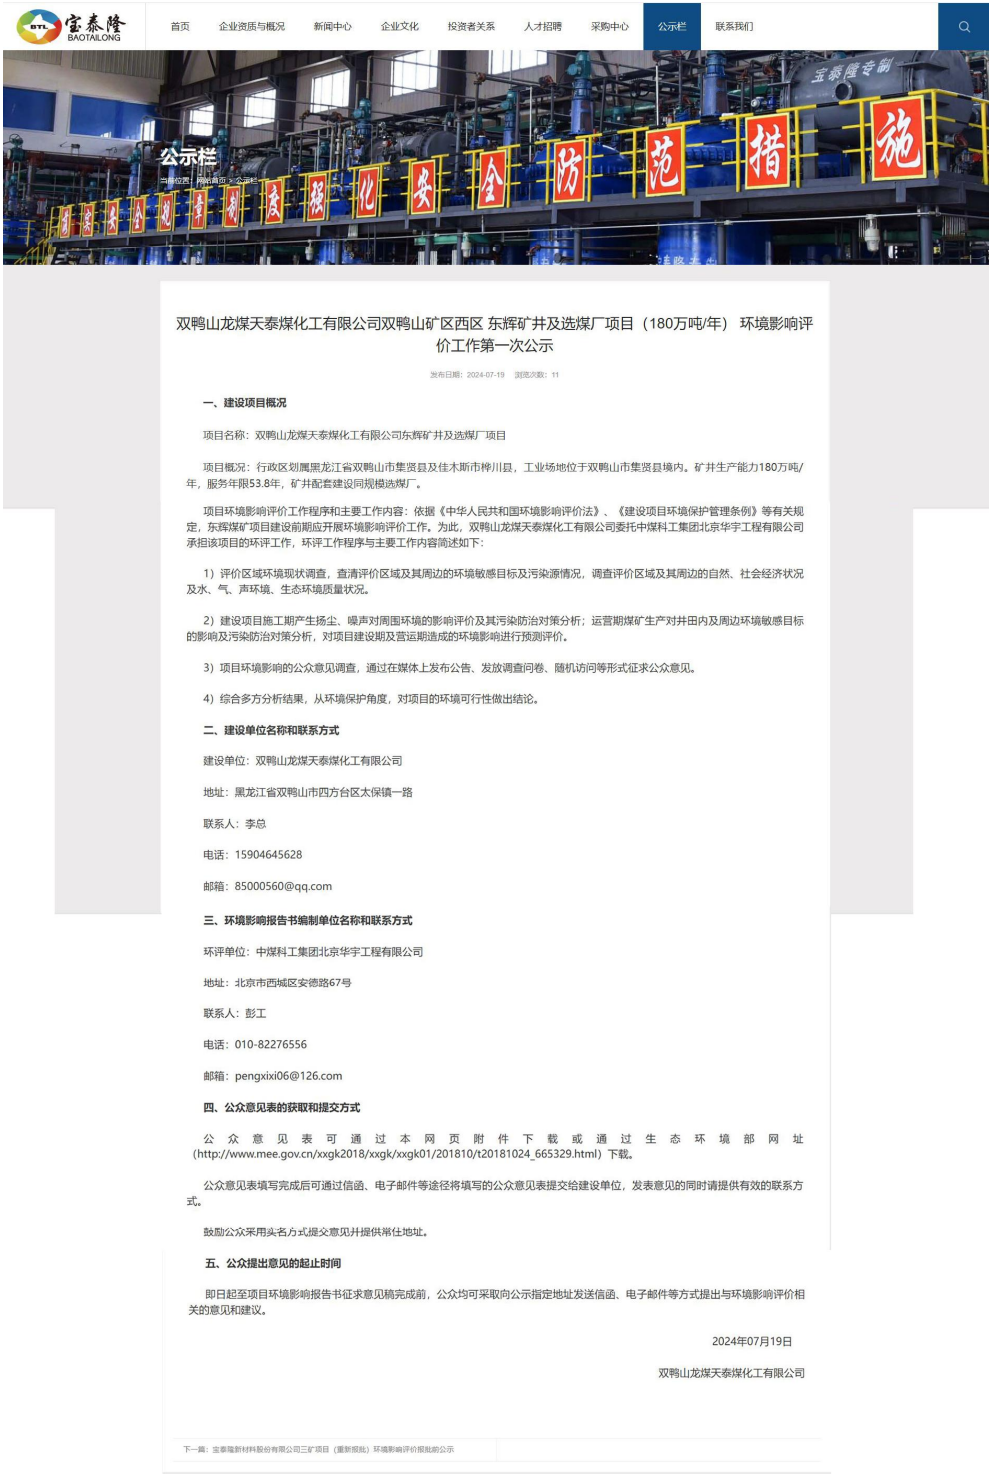 BTL 宝泰隆
BAOTAILONG
首页 企业资质与概况 新闻中心 企业文化 投资者关系 人才招聘 采购中心 公示栏 联系我们
宝泰隆专制
公示栏
当前位置：网站首页 > 公示栏
落实安全规章制度强化安全防范措施
双鸭山龙煤天泰煤化工有限公司双鸭山矿区西区 东辉矿井及选煤厂项目（180万吨/年） 环境影响评
价工作第一次公示
发布日期：2024-07-19 浏览次数：11
一、建设项目概况
项目名称：双鸭山龙煤天泰煤化工有限公司东辉矿井及选煤厂项目
项目概况：行政区划属黑龙江省双鸭山市集贤县及佳木斯市桦川县，工业场地位于双鸭山市集贤县境内。矿井生产能力180万吨/
年，服务年限53.8年，矿井配套建设同规模选煤厂。
项目环境影响评价工作程序和主要工作内容：依据《中华人民共和国环境影响评价法》、《建设项目环境保护管理条例》等有关规
定，东辉煤矿项目建设前期应开展环境影响评价工作。为此，双鸭山龙煤天泰煤化工有限公司委托中煤科工集团北京华宇工程有限公司
承担该项目的环评工作，环评工作程序与主要工作内容简述如下：
1）评价区域环境现状调查，查清评价区域及其周边的环境敏感目标及污染源情况，调查评价区域及其周边的自然、社会经济状况
及水、气、声环境、生态环境质量状况。
2）建设项目施工期产生扬尘、噪声对周围环境的影响评价及其污染防治对策分析；运营期煤矿生产对井田内及周边环境敏感目标
的影响及污染防治对策分析，对项目建设期及营运期造成的环境影响进行预测评价。
3）项目环境影响的公众意见调查，通过在媒体上发布公告、发放调查问卷、随机访问等形式征求公众意见。
4）综合多方分析结果，从环境保护角度，对项目的环境可行性做出结论。
二、建设单位名称和联系方式
建设单位：双鸭山龙煤天泰煤化工有限公司
地址：黑龙江省双鸭山市四方台区太保镇一路
联系人：李总
电话：15904645628
邮箱：85000560@qq.com
三、环境影响报告书编制单位名称和联系方式
环评单位：中煤科工集团北京华宇工程有限公司
地址：北京市西城区安德路67号
联系人：彭工
电话：010-82276556
邮箱：pengxixi06@126.com
四、公众意见表的获取和提交方式
公众意见表可通过本网页附件下载或通过生态环境部网址
（http://www.mee.gov.cn/xxgk2018/xxgk/xxgk01/201810/t20181024_665329.html）下载。
公众意见表填写完成后可通过信函、电子邮件等途径将填写的公众意见表提交给建设单位，发表意见的同时请提供有效的联系方
式。
鼓励公众采用实名方式提交意见并提供常住地址。
五、公众提出意见的起止时间
即日起至项目环境影响报告书征求意见稿完成前，公众均可采取向公示指定地址发送信函、电子邮件等方式提出与环境影响评价相
关的意见和建议。
2024年07月19日
双鸭山龙煤天泰煤化工有限公司
下一篇：宝泰隆新材料股份有限公司三矿项目（重新报批）环境影响评价报批前公示